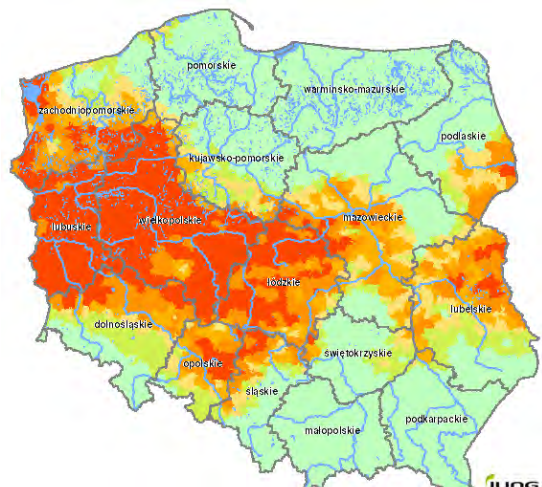 pomorskie
warmińsko-mazurskie
zachodniopomorskie
podlaskie
kujawsko-pomorskie
mazowieckie
wielkopolskie
lubuskie
łódzkie
lubelskie
dolnośląskie
świętokrzyskie
opolskie
śląskie
podkarpackie
małopolskie
IUNG